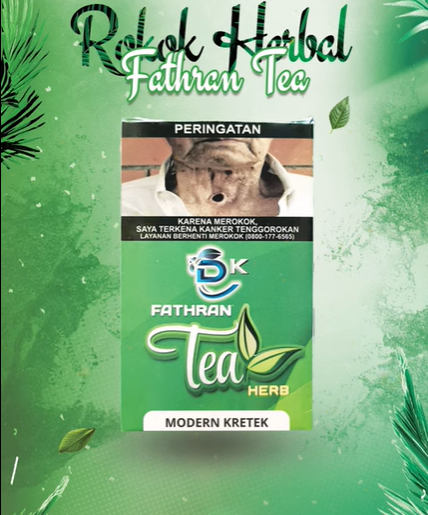 Rokok Herbal
Fathran Tea
PERINGATAN
KARENA MEROKOK,
SAYA TERKENA KANKER TENGGOROKAN
LAYANAN BERHENTI MEROKOK (0800-177-6565)
DK
FATHRAN
Tea
HERB
MODERN KRETEK